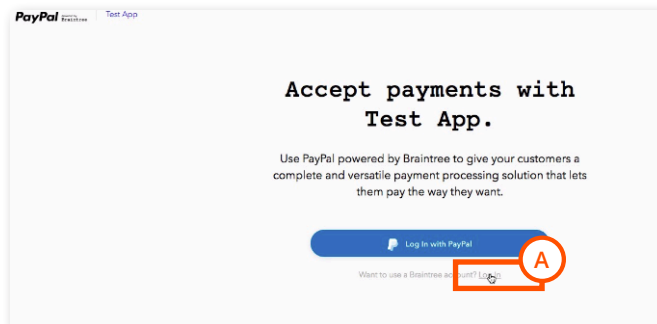 PayPal powered by Braintree Test App
Accept payments with
Test App.
Use PayPal powered by Braintree to give your customers a
complete and versatile payment processing solution that lets
them pay the way they want.
Log In with PayPal
A
Want to use a Braintree account? Log in